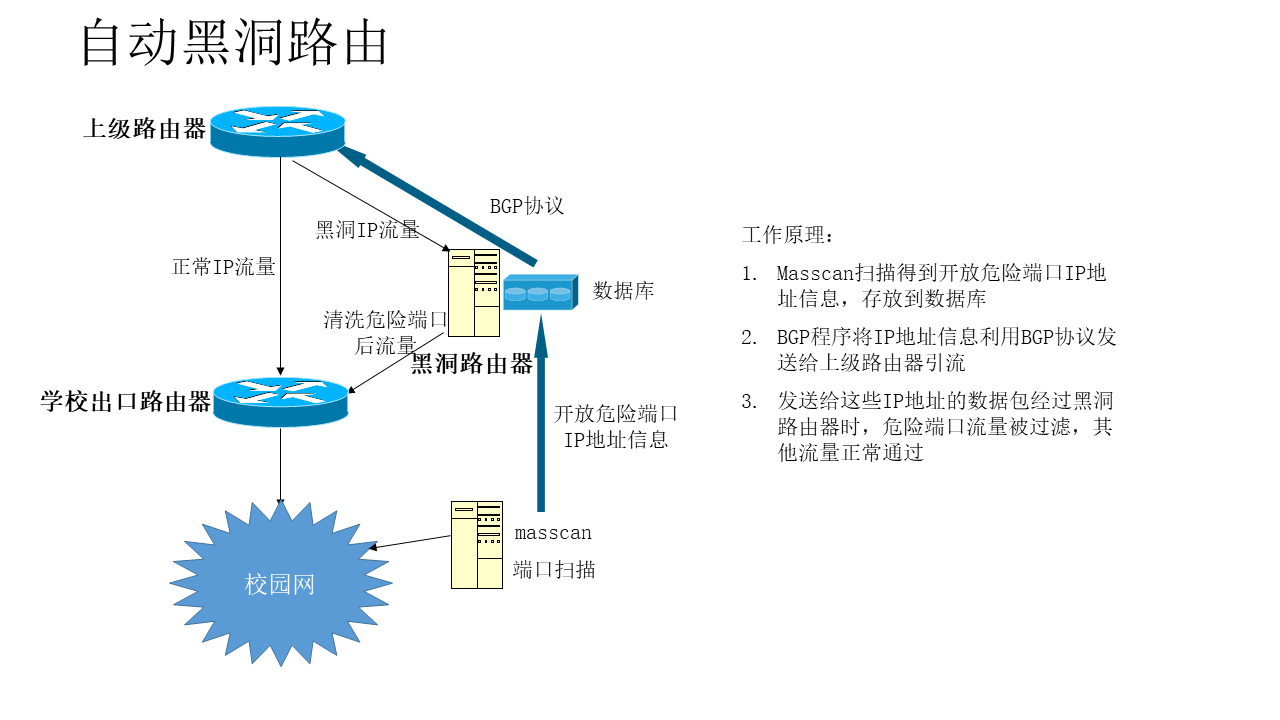 自动黑洞路由
上级路由器
BGP协议
黑洞IP流量
正常IP流量
数据库
清洗危险端口
后流量
黑洞路由器
学校出口路由器
开放危险端口
IP地址信息
masscan
端口扫描
校园网
工作原理：
1. Masscan扫描得到开放危险端口IP地
址信息，存放到数据库
2. BGP程序将IP地址信息利用BGP协议发
送给上级路由器引流
3. 发送给这些IP地址的数据包经过黑洞
路由器时，危险端口流量被过滤，其
他流量正常通过